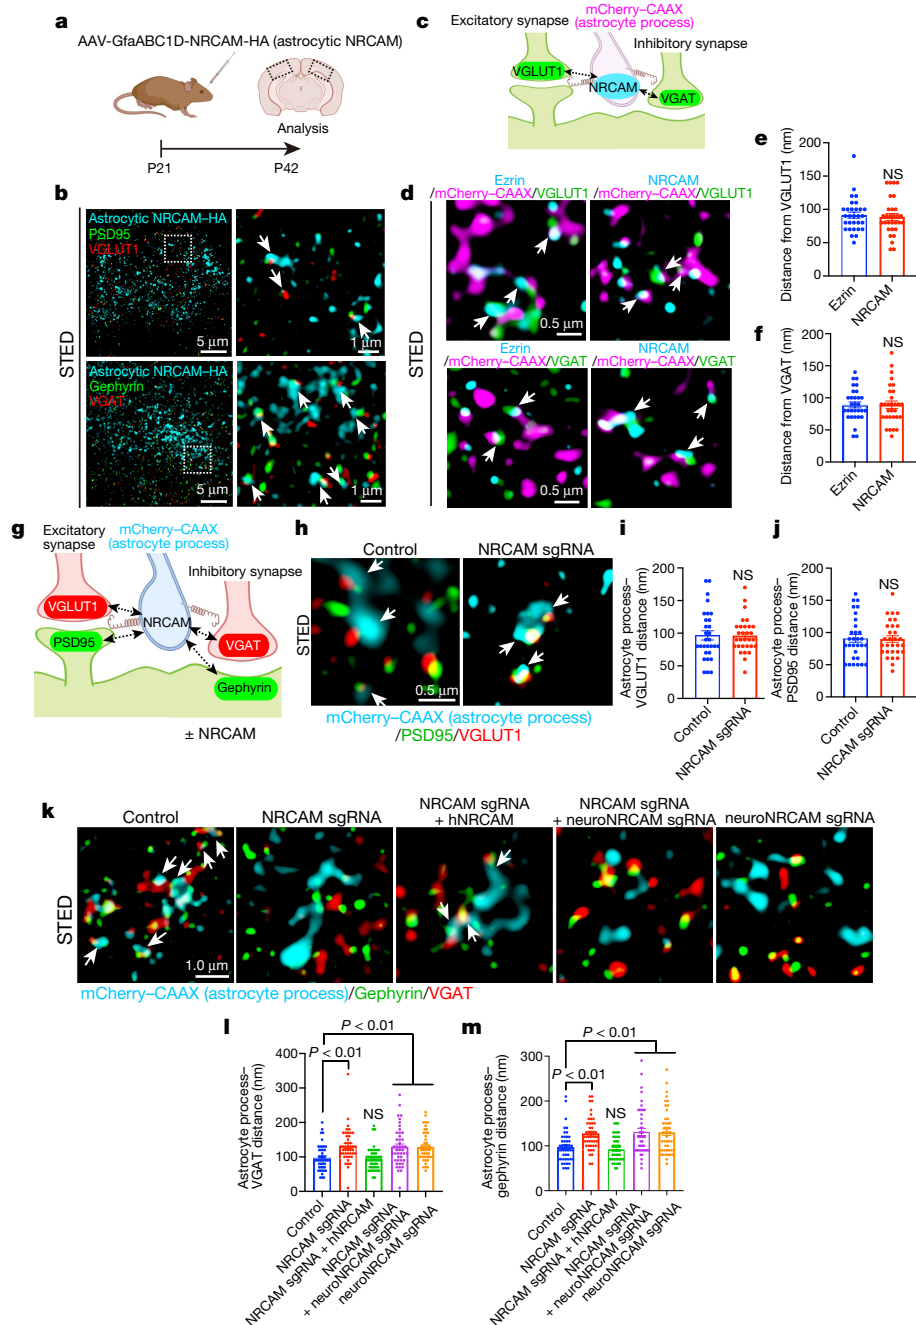 a
AAV-GfaABC1D-NRCAM-HA (astrocytic NRCAM)
Analysis
P21
P42
b
STED
Astrocytic NRCAM–HA
PSD95
VGLUT1
5 μm
1 μm
Astrocytic NRCAM–HA
Gephyrin
VGAT
5 μm
1 μm
c
mCherry-CAAX
(astrocyte process)
Excitatory synapse
Inhibitory synapse
VGLUT1
NRCAM
VGAT
d
STED
Ezrin
/mCherry–CAAX/VGLUT1
NRCAM
/mCherry–CAAX/VGLUT1
0.5 μm
Ezrin
/mCherry–CAAX/VGAT
NRCAM
/mCherry–CAAX/VGAT
0.5 μm
e
Distance from VGLUT1 (nm)
200
150
100
50
0
NS
Ezrin
NRCAM
f
Distance from VGAT (nm)
200
150
100
50
0
NS
Ezrin
NRCAM
g
Excitatory
synapse
mCherry–CAAX
(astrocyte process)
Inhibitory synapse
VGLUT1
NRCAM
PSD95
VGAT
Gephyrin
± NRCAM
h
Control
NRCAM sgRNA
STED
0.5 μm
mCherry–CAAX (astrocyte process)
/PSD95/VGLUT1
i
Astrocyte process–
VGLUT1 distance (nm)
200
150
100
50
0
NS
Control
NRCAM sgRNA
j
Astrocyte process–
PSD95 distance (nm)
200
150
100
50
0
NS
Control
NRCAM sgRNA
k
Control
NRCAM sgRNA
NRCAM sgRNA
+ hNRCAM
NRCAM sgRNA
+ neuroNRCAM sgRNA
neuroNRCAM sgRNA
STED
1.0 μm
mCherry–CAAX (astrocyte process)/Gephyrin/VGAT
l
Astrocyte process–
VGAT distance (nm)
400
300
200
100
0
P < 0.01
P < 0.01
NS
Control
NRCAM sgRNA
NRCAM sgRNA + hNRCAM
NRCAM sgRNA
+ neuroNRCAM sgRNA
neuroNRCAM sgRNA
m
Astrocyte process–
gephyrin distance (nm)
300
200
100
0
P < 0.01
P < 0.01
NS
Control
NRCAM sgRNA
NRCAM sgRNA + hNRCAM
NRCAM sgRNA
+ neuroNRCAM sgRNA
neuroNRCAM sgRNA